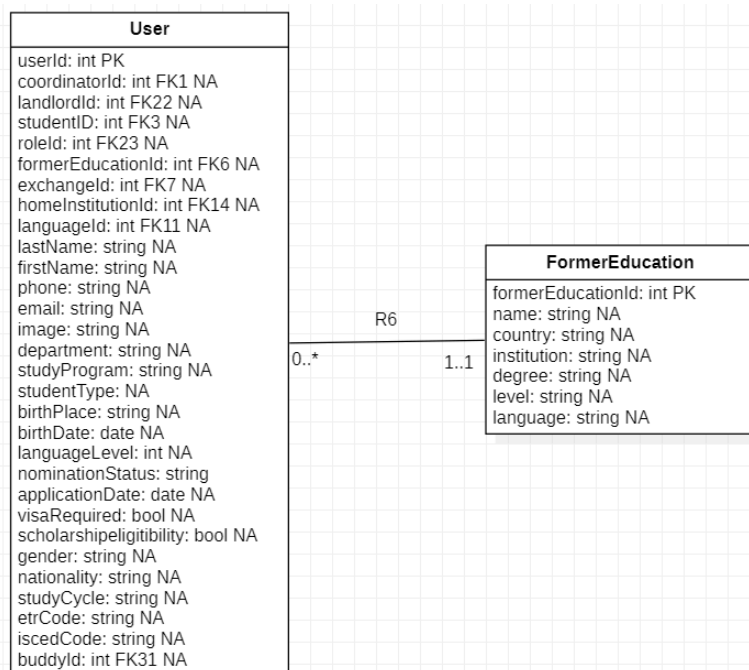 User
userId: int PK
coordinatorId: int FK1 NA
landlordId: int FK22 NA
studentID: int FK3 NA
roleId: int FK23 NA
formerEducationId: int FK6 NA
exchangeId: int FK7 NA
homeInstitutionId: int FK14 NA
languageId: int FK11 NA
lastName: string NA
firstName: string NA
phone: string NA
email: string NA
image: string NA
department: string NA
studyProgram: string NA
studentType: NA
birthPlace: string NA
birthDate: date NA
languageLevel: int NA
nominationStatus: string
applicationDate: date NA
visaRequired: bool NA
scholarshipeligitibility: bool NA
gender: string NA
nationality: string NA
studyCycle: string NA
etrCode: string NA
iscedCode: string NA
buddyId: int FK31 NA
R6
0..*
1..1
FormerEducation
formerEducationId: int PK
name: string NA
country: string NA
institution: string NA
degree: string NA
level: string NA
language: string NA